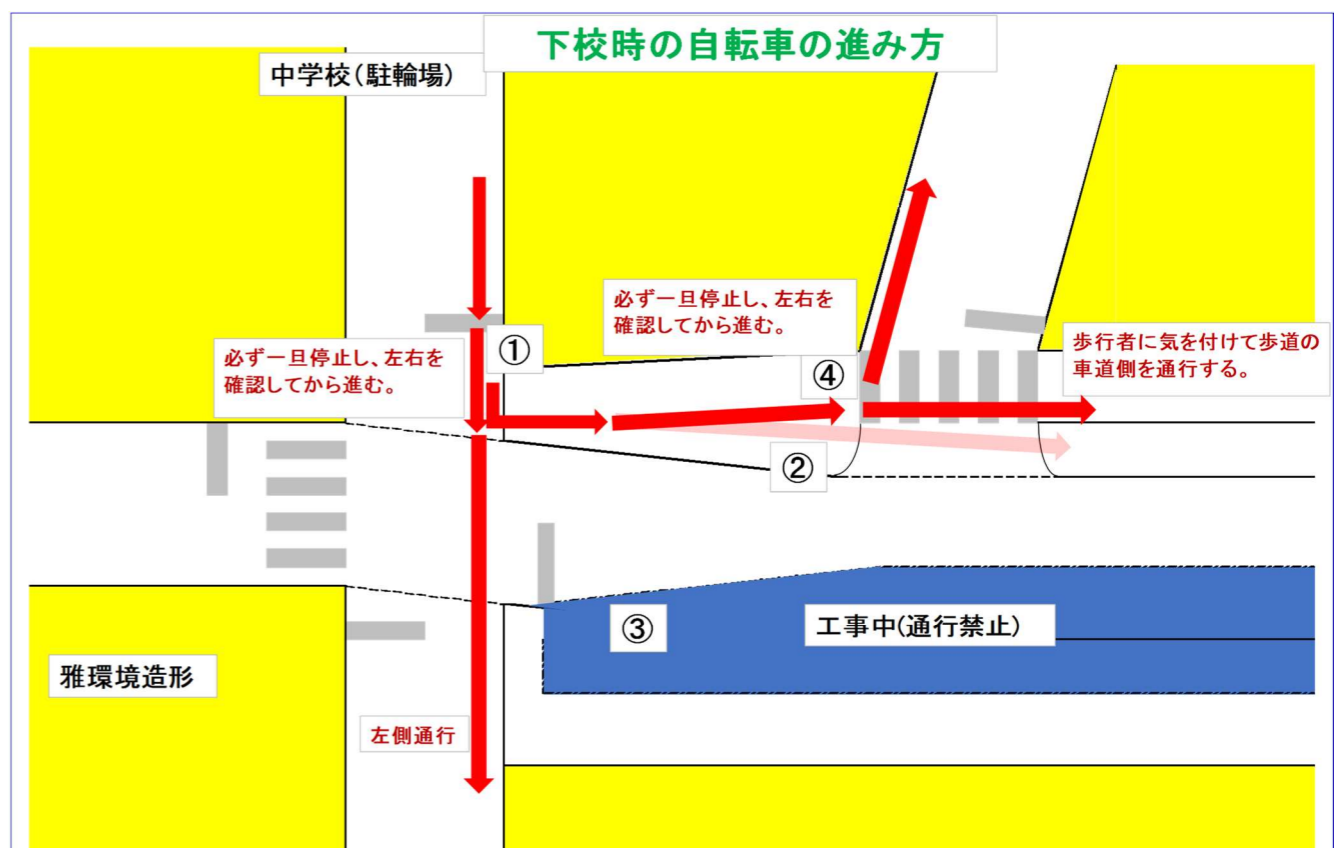 下校時の自転車の進み方
中学校(駐輪場)
必ず一旦停止し、左右を
確認してから進む。
①
必ず一旦停止し、左右を
確認してから進む。
④
歩行者に気を付けて歩道の
車道側を通行する。
②
③
工事中(通行禁止)
雅環境造形
左側通行